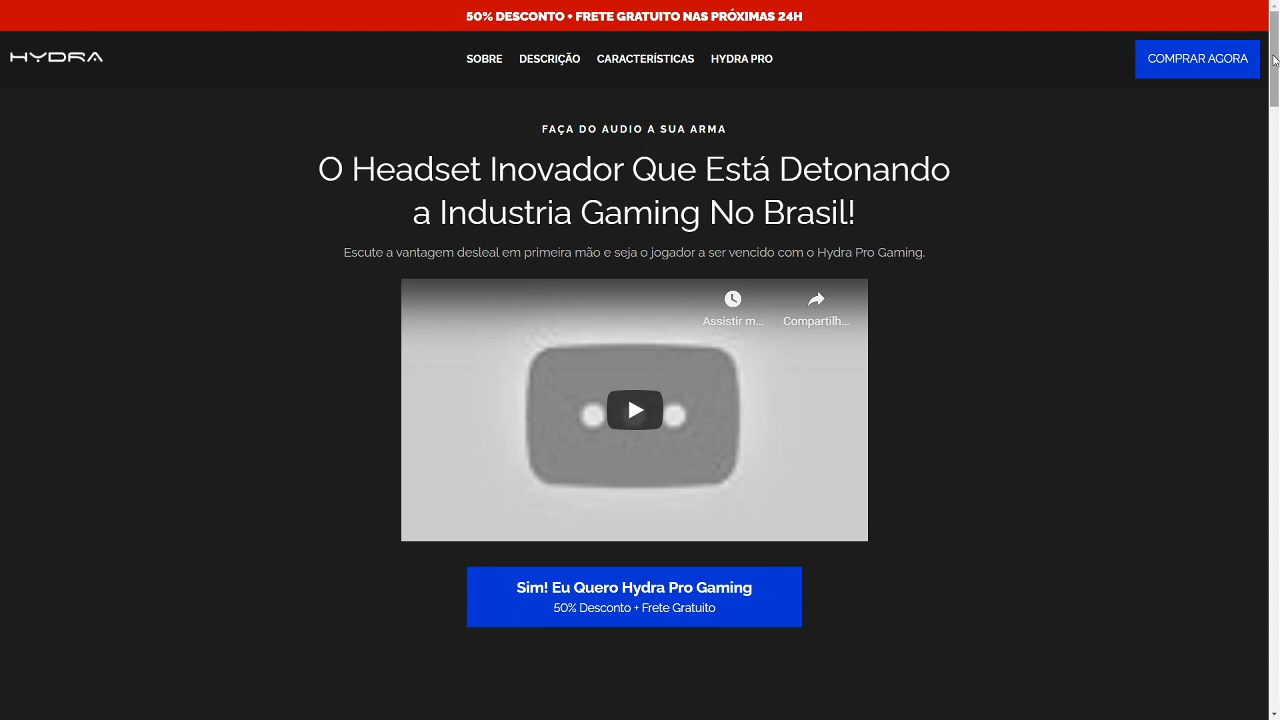 50% DESCONTO + FRETE GRATUITO NAS PRÓXIMAS 24H
HYDRA
SOBRE DESCRIÇÃO CARACTERÍSTICAS HYDRA PRO
COMPRAR AGORA
FAÇA DO AUDIO A SUA ARMA
O Headset Inovador Que Está Detonando
a Industria Gaming No Brasil!
Escute a vantagem desleal em primeira mão e seja o jogador a ser vencido com o Hydra Pro Gaming.
Assistir m... Compartilh...
Sim! Eu Quero Hydra Pro Gaming
50% Desconto + Frete Gratuito